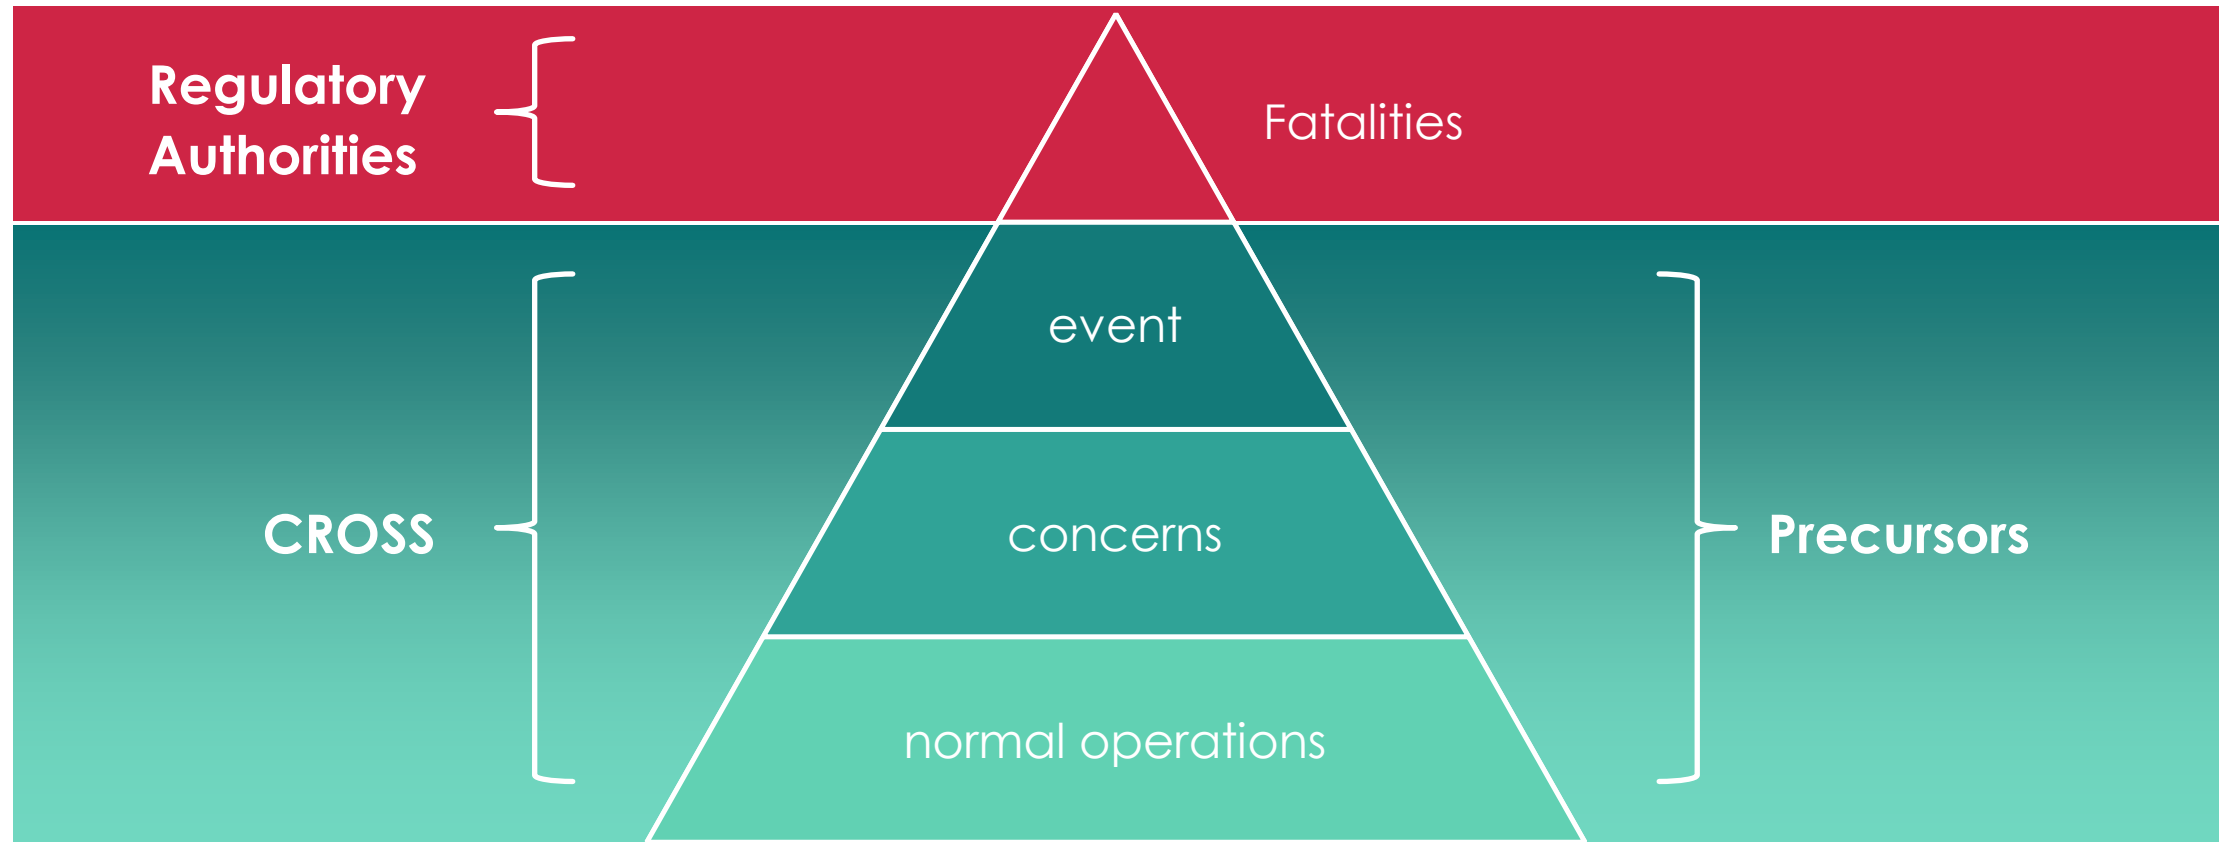 Regulatory
Authorities
Fatalities
event
CROSS
concerns
Precursors
normal operations